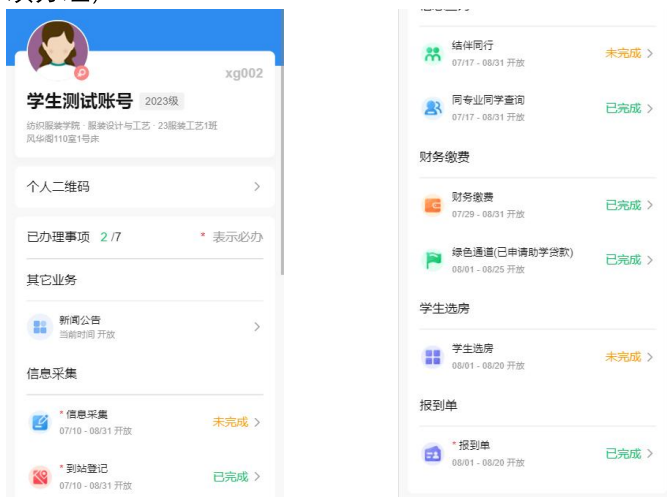 xg002
学生测试账号 2023级
纺织服装学院 · 服装设计与工艺 · 23服装工艺1班
风华阁110室1号床
个人二维码
已办理事项 2 /7 * 表示必办
其它业务
新闻公告
当前时间 开放
信息采集
* 信息采集
未完成
07/10 - 08/31 开放
* 到站登记
已完成
07/10 - 08/31 开放
结伴同行
未完成
07/17 - 08/31 开放
同专业同学查询
已完成
07/17 - 08/31 开放
财务缴费
财务缴费
已完成
07/29 - 08/31 开放
绿色通道(已申请助学贷款)
已完成
08/01 - 08/25 开放
学生选房
学生选房
未完成
08/01 - 08/20 开放
报到单
* 报到单
已完成
08/01 - 08/20 开放